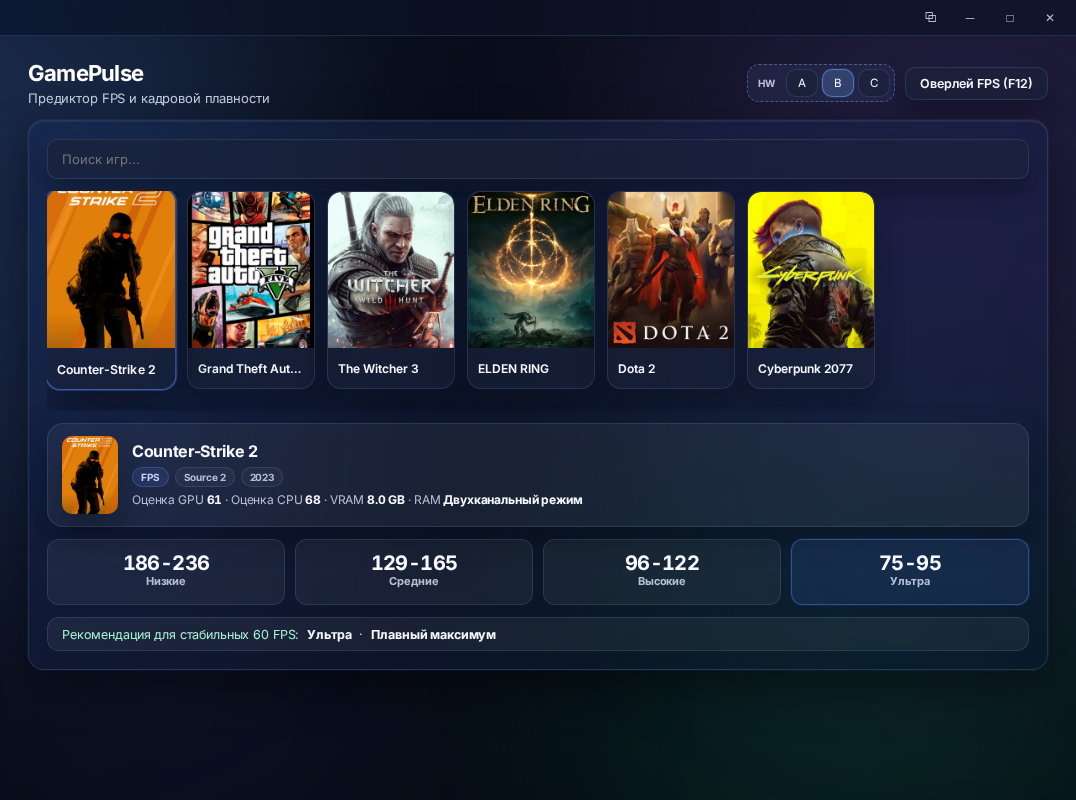 GamePulse
Предиктор FPS и кадровой плавности
HW A B C
Оверлей FPS (F12)
Поиск игр...
COUNTER
STRIKE 2
grand
theft
auto
FIVE
THE
WITCHER
WILD HUNT
ELDEN RING
DOTA 2
Cyberpunk
Counter-Strike 2
Grand Theft Aut...
The Witcher 3
ELDEN RING
Dota 2
Cyberpunk 2077
COUNTER
STRIKE 2
Counter-Strike 2
FPS Source 2 2023
Оценка GPU 61 · Оценка CPU 68 · VRAM 8.0 GB · RAM Двухканальный режим
186-236
Низкие
129-165
Средние
96-122
Высокие
75-95
Ультра
Рекомендация для стабильных 60 FPS: Ультра · Плавный максимум